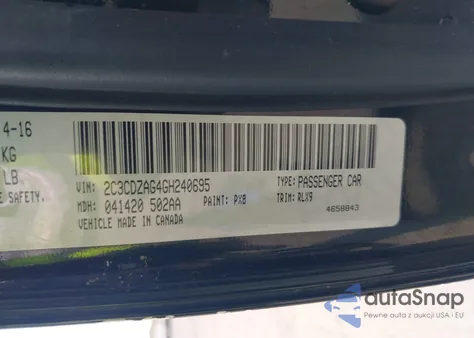 4-16
KG
LB.
E SAFETY.
VIN: 2C3CDZAG4GH240695
TYPE: PASSENGER CAR
MDH: 041420 502AA
PAINT: PX8
TRIM: RLX9
VEHICLE MADE IN CANADA
4658843
autaSnap
Pewne auta z aukcji USA i EU